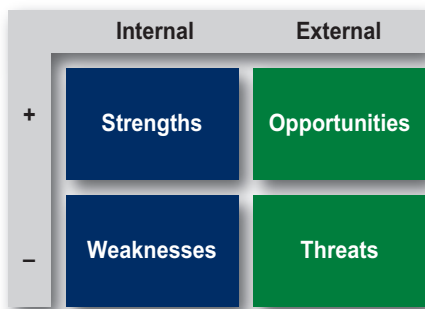 Internal External
+ Strengths Opportunities
– Weaknesses Threats